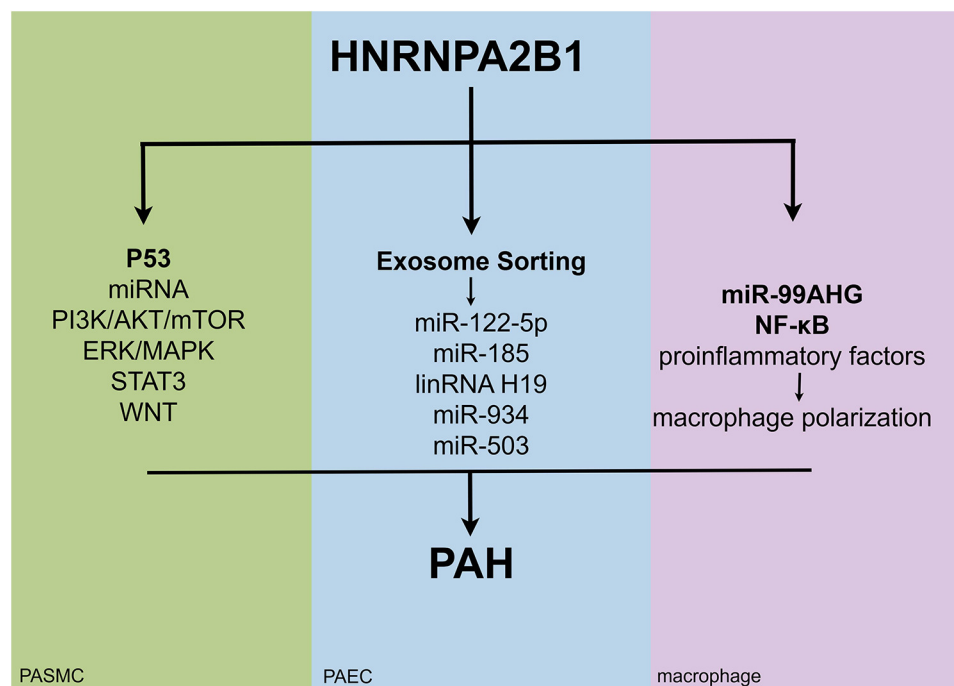 HNRNPA2B1
P53
miRNA
PI3K/AKT/mTOR
ERK/MAPK
STAT3
WNT
Exosome Sorting
miR-122-5p
miR-185
linRNA H19
miR-934
miR-503
miR-99AHG
NF-κB
proinflammatory factors
macrophage polarization
PAH
PASMC
PAEC
macrophage